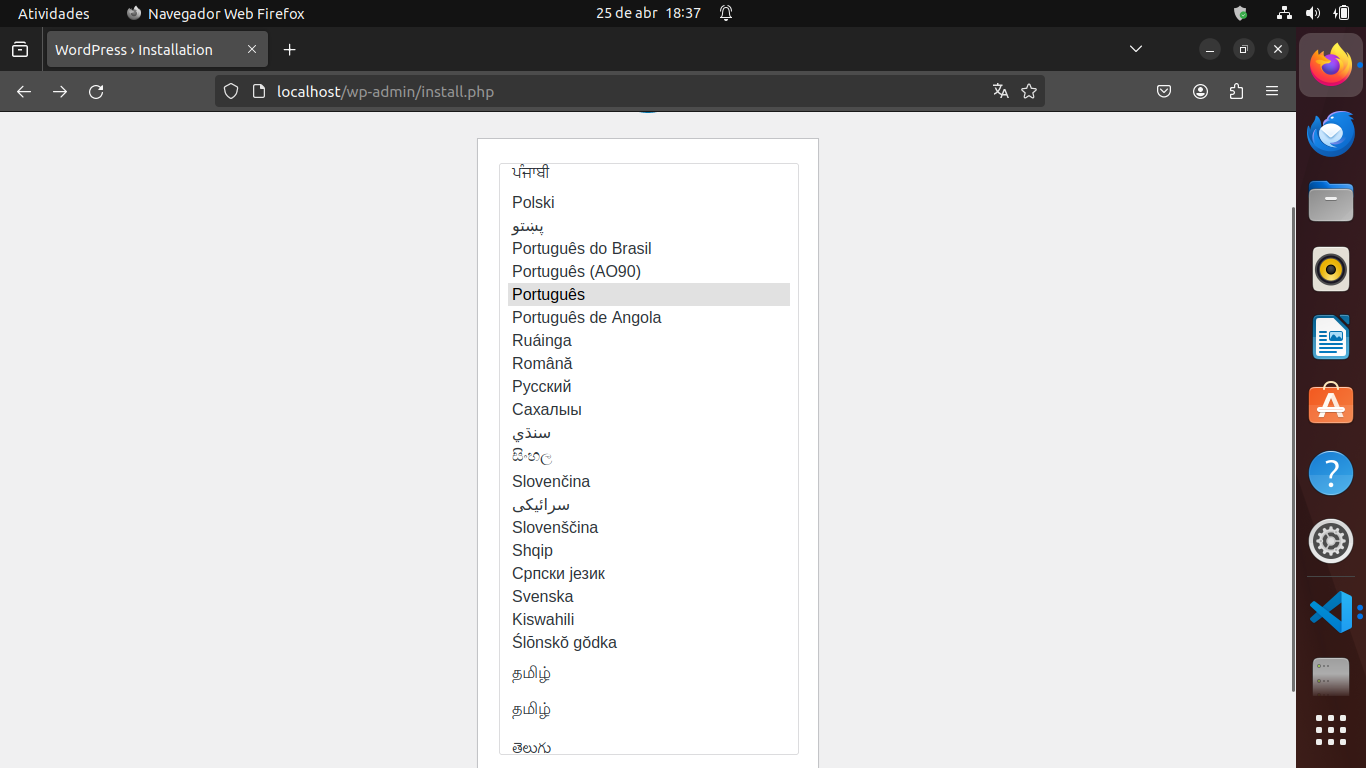 Atividades
Navegador Web Firefox
25 de abr 18:37
WordPress › Installation
localhost/wp-admin/install.php
ਪੰਜਾਬੀ
Polski
پښتو
Português do Brasil
Português (AO90)
Português
Português de Angola
Ruáinga
Română
Русский
Сахалыы
سنڌي
සිංහල
Slovenčina
سرائیکی
Slovenščina
Shqip
Српски језик
Svenska
Kiswahili
Ślōnskŏ gŏdka
தமிழ்
தமிழ்
తెలుగు